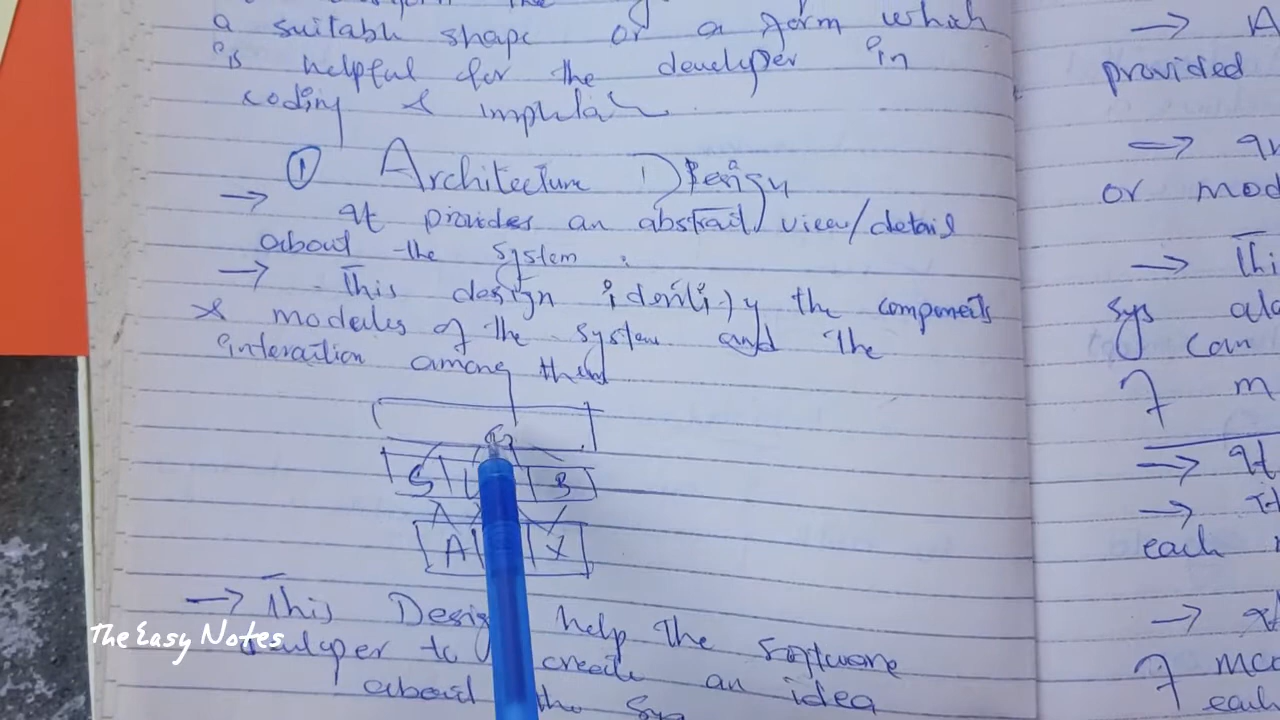 a suitable shape or a form which
is helpful for the developer in
coding &
① Architecture Design
→ It provides an abstract view/detail
about the system.
→ This design identify the components
& modules of the system and the
interaction among them
S U B
A X
→ This Design help the software
developer to create an idea
about the Sys
The Easy Notes
→ A
provided
→
or mod
→ Thi
sys
can
m
→ It
→
each
→
mo
each